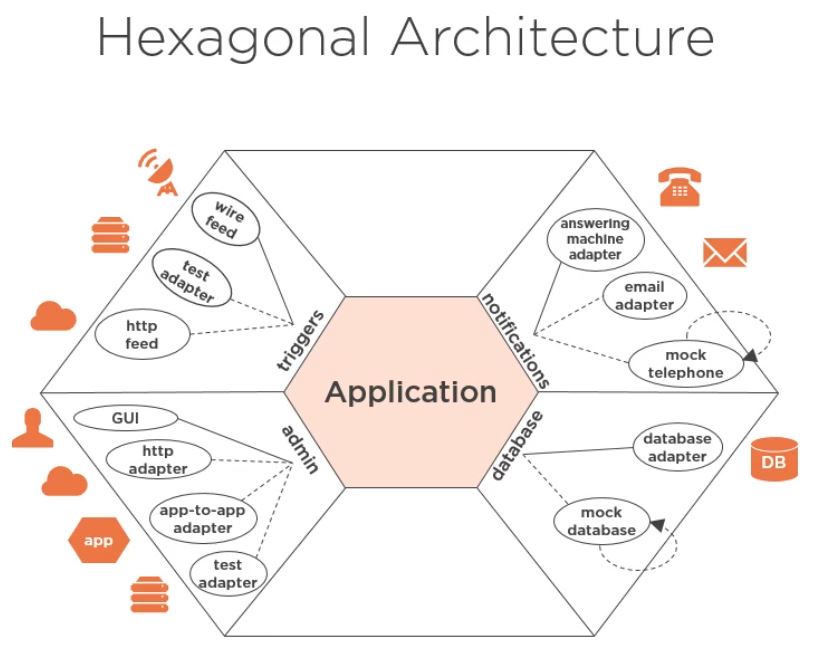 Hexagonal Architecture
wire
feed
test
adapter
http
feed
triggers
answering
machine
adapter
email
adapter
mock
telephone
notifications
Application
GUI
http
adapter
app-to-app
adapter
test
adapter
admin
app
database
database
adapter
mock
database
DB